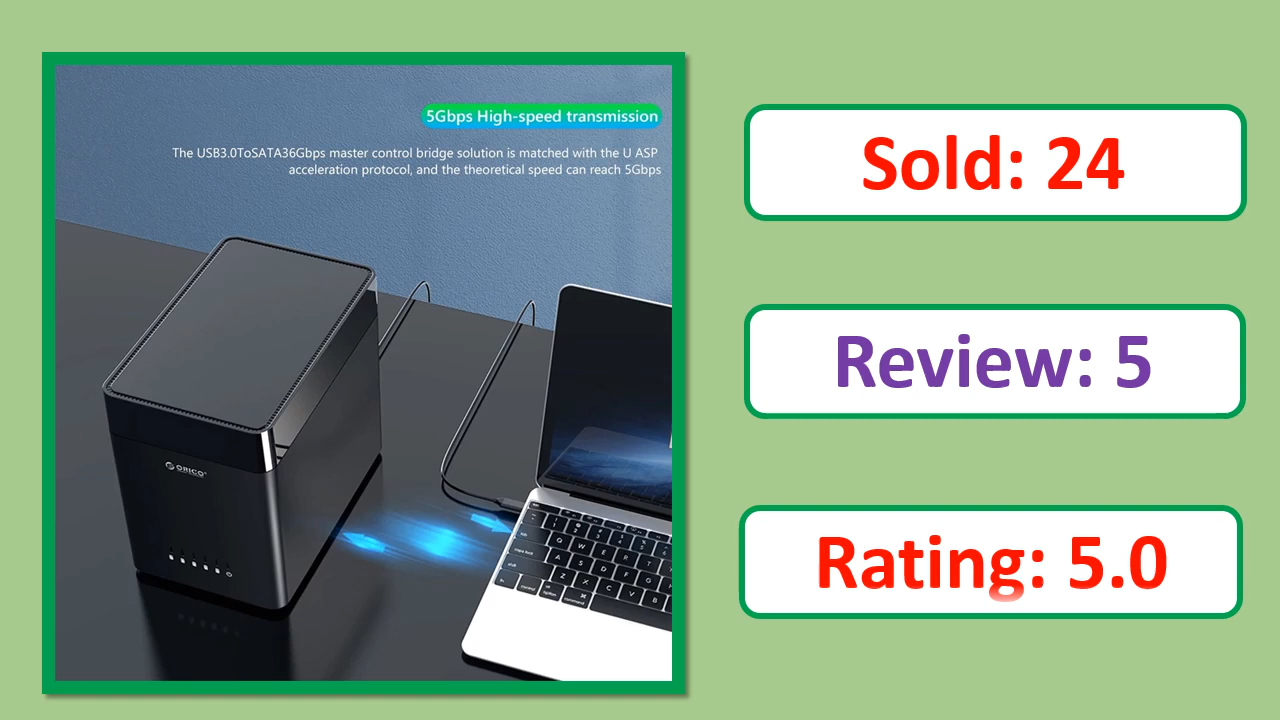 5Gbps High-speed transmission
The USB3.0ToSATA36Gbps master control bridge solution is matched with the U ASP
acceleration protocol, and the theoretical speed can reach 5Gbps
ORICO
Sold: 24
Review: 5
Rating: 5.0